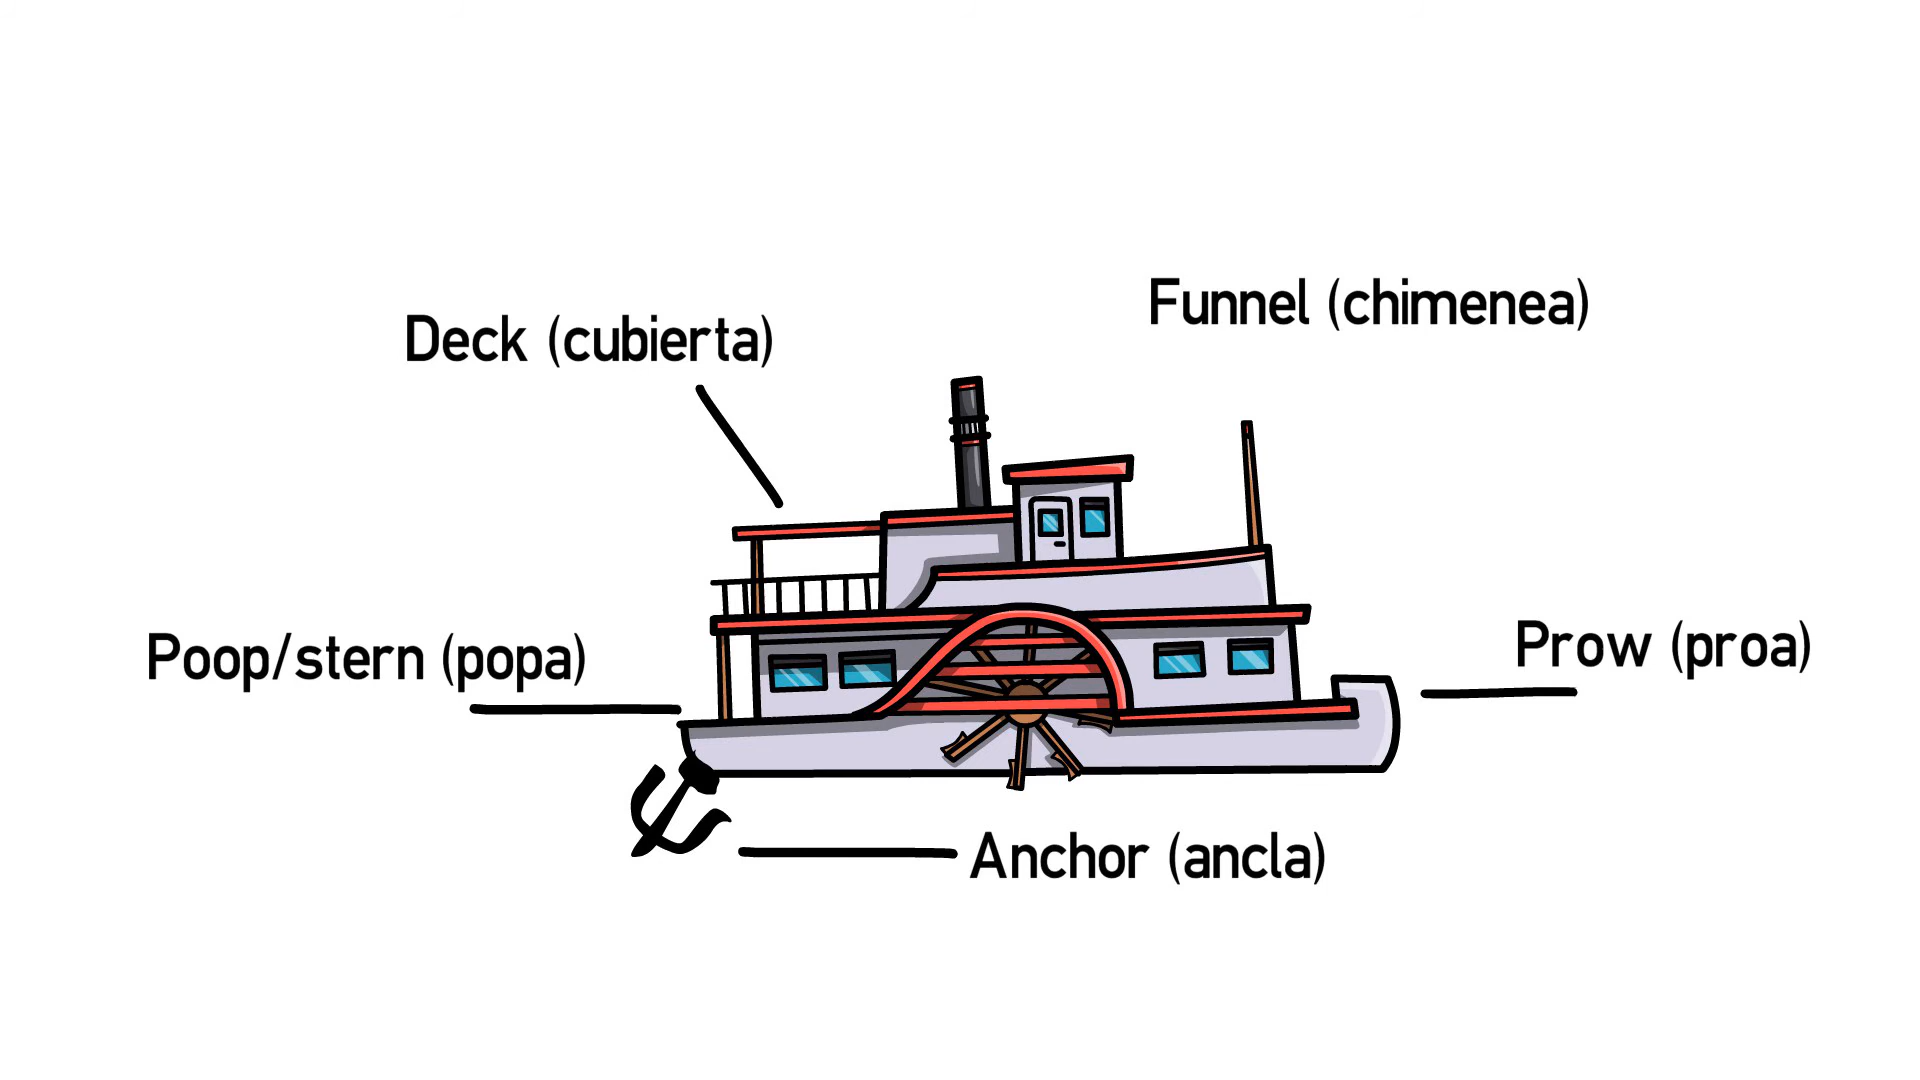 Funnel (chimenea)
Deck (cubierta)
Poop/stern (popa)
Prow (proa)
Anchor (ancla)